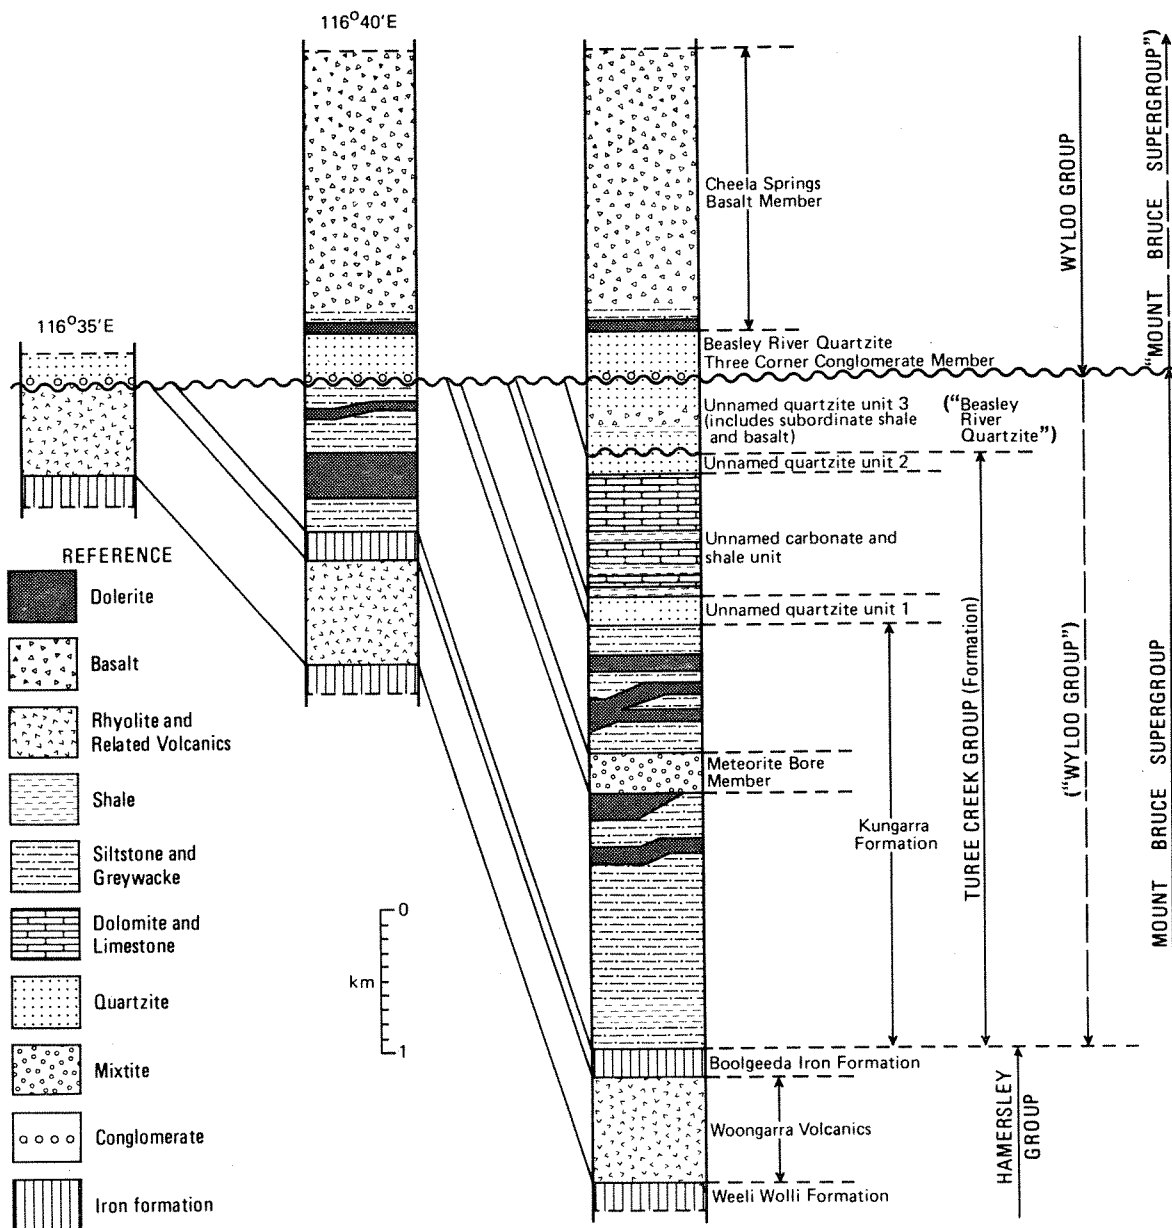 116°40'E
116°35'E
Cheela Springs
Basalt Member
Beasley River Quartzite
Three Corner Conglomerate Member
Unnamed quartzite unit 3
(includes subordinate shale
and basalt)
("Beasley
River
Quartzite")
Unnamed quartzite unit 2
Unnamed carbonate and
shale unit
Unnamed quartzite unit 1
Meteorite Bore
Member
Kungarra
Formation
Boolgeeda Iron Formation
Woongarra Volcanics
Weeli Wolli Formation
WYLOO GROUP
"MOUNT BRUCE SUPERGROUP")
TUREE CREEK GROUP (Formation)
("WYLOO GROUP")
MOUNT BRUCE SUPERGROUP
HAMERSLEY
GROUP
REFERENCE
Dolerite
Basalt
Rhyolite and
Related Volcanics
Shale
Siltstone and
Greywacke
Dolomite and
Limestone
Quartzite
Mixtite
Conglomerate
Iron formation
0
km
1